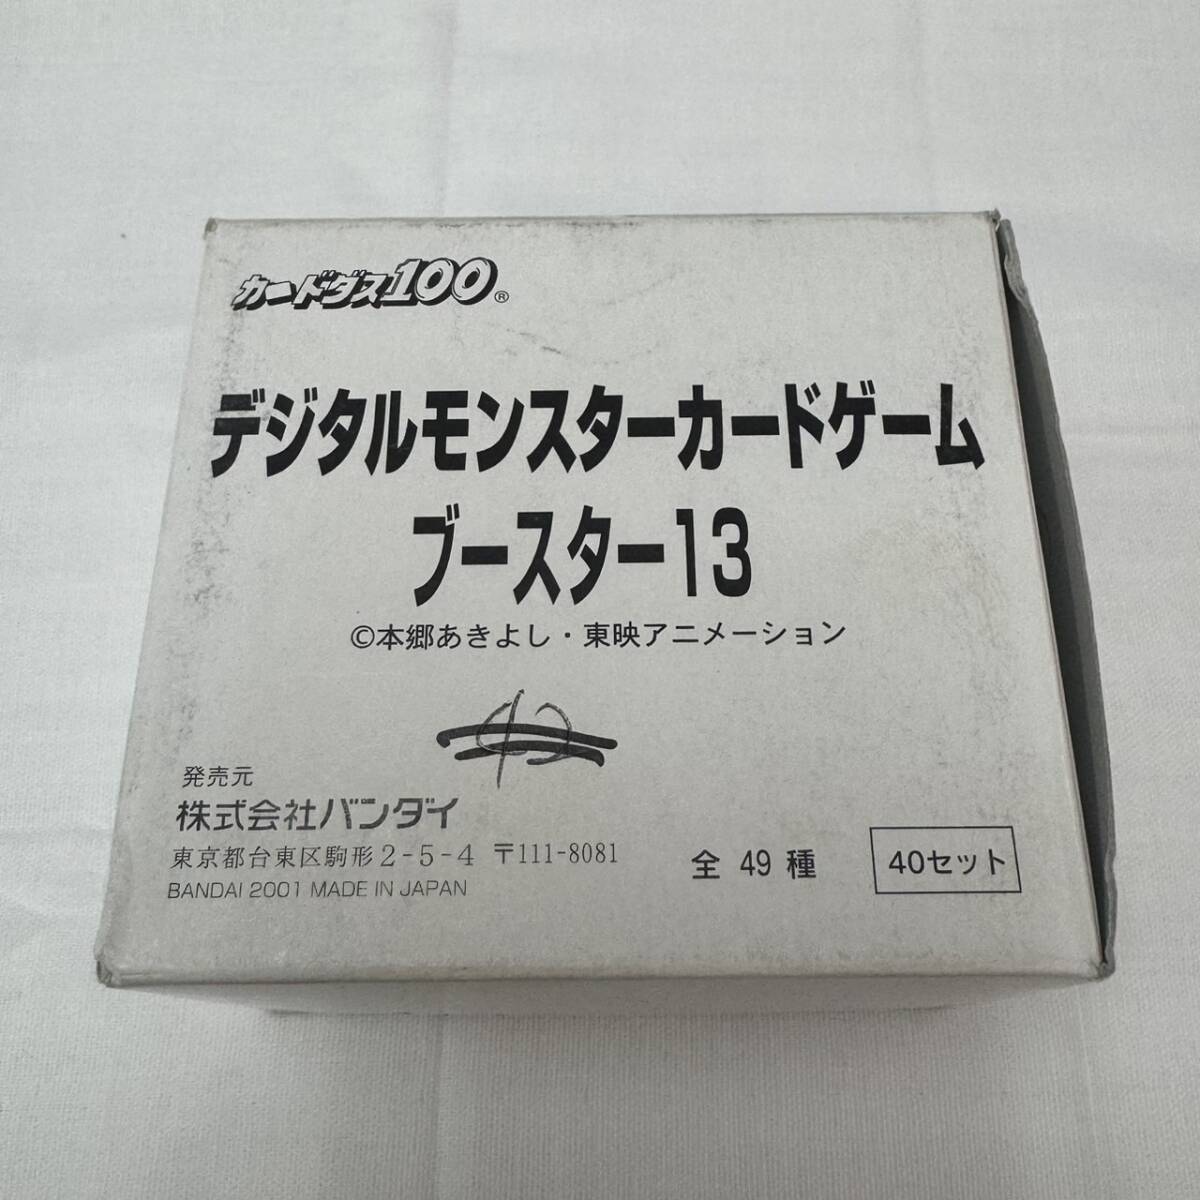 カードダス100®
デジタルモンスターカードゲーム
ブースター13
©本郷あきよし・東映アニメーション
発売元
株式会社バンダイ
東京都台東区駒形2-5-4 〒111-8081
BANDAI 2001 MADE IN JAPAN
全 49 種
40セット